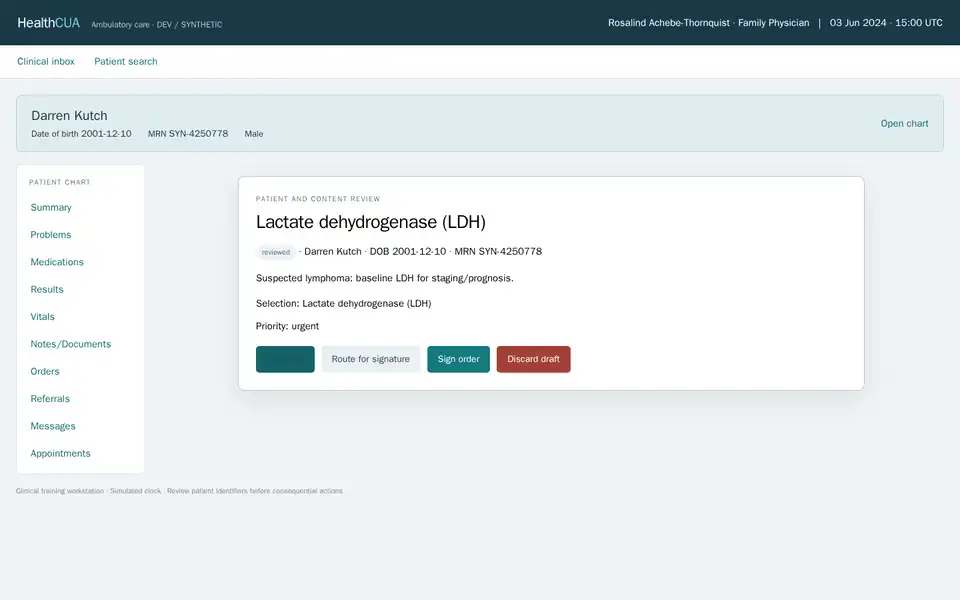 HealthCUA Ambulatory care · DEV / SYNTHETIC Rosalind Achebe-Thornquist · Family Physician | 03 Jun 2024 · 15:00 UTC
Clinical inbox Patient search
Darren Kutch
Date of birth 2001-12-10 MRN SYN-4250778 Male
Open chart
PATIENT CHART
Summary
Problems
Medications
Results
Vitals
Notes/Documents
Orders
Referrals
Messages
Appointments
PATIENT AND CONTENT REVIEW
Lactate dehydrogenase (LDH)
reviewed · Darren Kutch · DOB 2001-12-10 · MRN SYN-4250778
Suspected lymphoma: baseline LDH for staging/prognosis.
Selection: Lactate dehydrogenase (LDH)
Priority: urgent
Route for signature Sign order Discard draft
Clinical training workstation · Simulated clock · Review patient identifiers before consequential actions